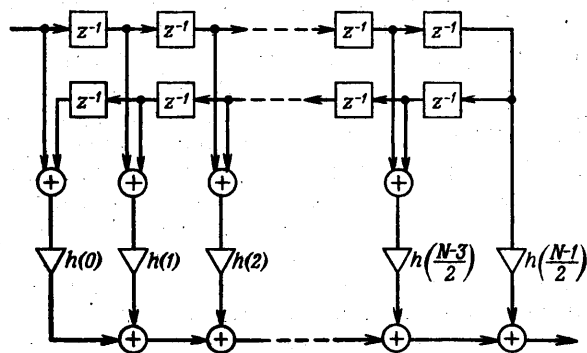 z⁻¹ z⁻¹ z⁻¹ z⁻¹
z⁻¹ z⁻¹ z⁻¹ z⁻¹
+ + + +
h(0) h(1) h(2) h(N-3/2) h(N-1/2)
+ + + +